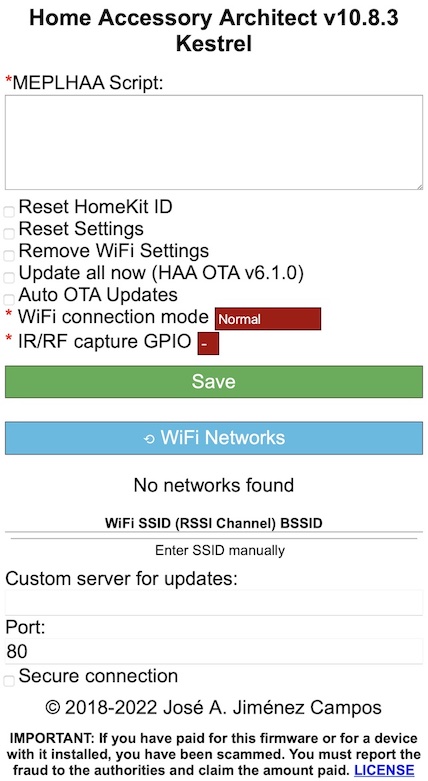 Home Accessory Architect v10.8.3
Kestrel
*MEPLHAA Script:
Reset HomeKit ID
Reset Settings
Remove WiFi Settings
Update all now (HAA OTA v6.1.0)
Auto OTA Updates
* WiFi connection mode Normal
* IR/RF capture GPIO -
Save
⟲ WiFi Networks
No networks found
WiFi SSID (RSSI Channel) BSSID
Enter SSID manually
Custom server for updates:
Port:
80
Secure connection
© 2018-2022 José A. Jiménez Campos
IMPORTANT: If you have paid for this firmware or for a device
with it installed, you have been scammed. You must report the
fraud to the authorities and claim the amount paid. LICENSE